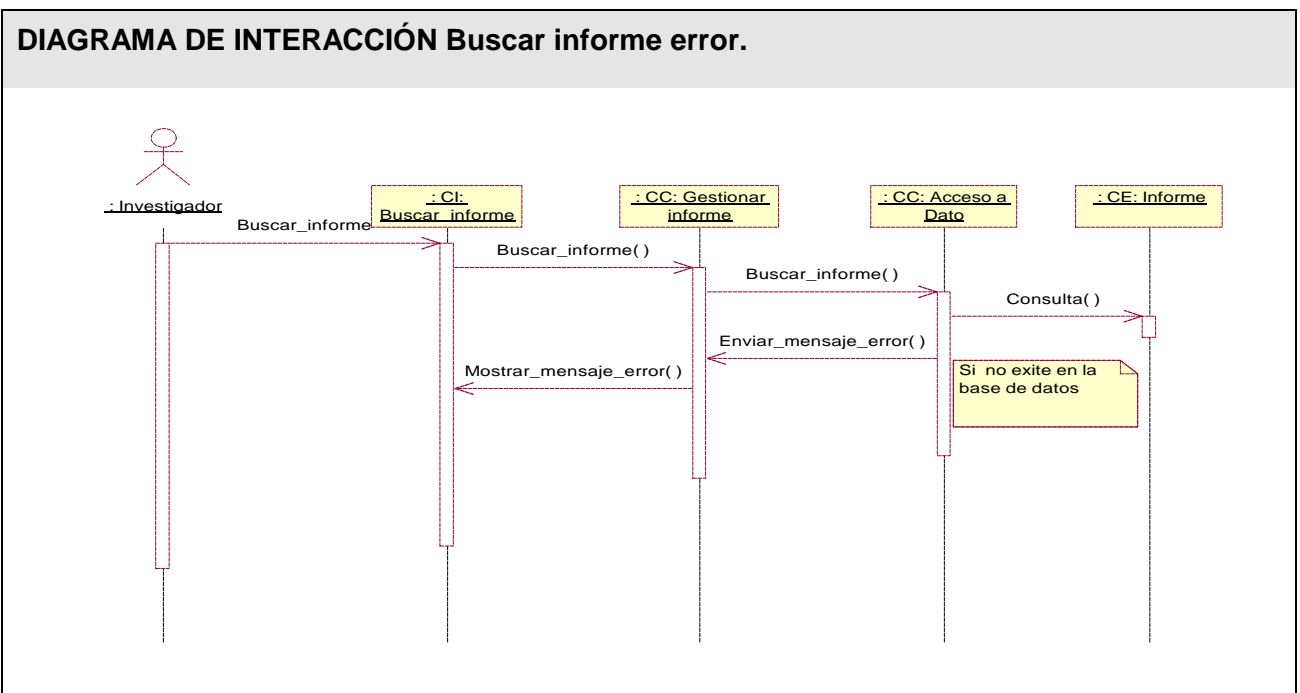 DIAGRAMA DE INTERACCIÓN Buscar informe error.
: Investigador
: CI:
Buscar_informe
: CC: Gestionar
informe
: CC: Acceso a
Dato
: CE: Informe
Buscar_informe
Buscar_informe( )
Buscar_informe( )
Consulta( )
Enviar_mensaje_error( )
Mostrar_mensaje_error( )
Si no exite en la
base de datos